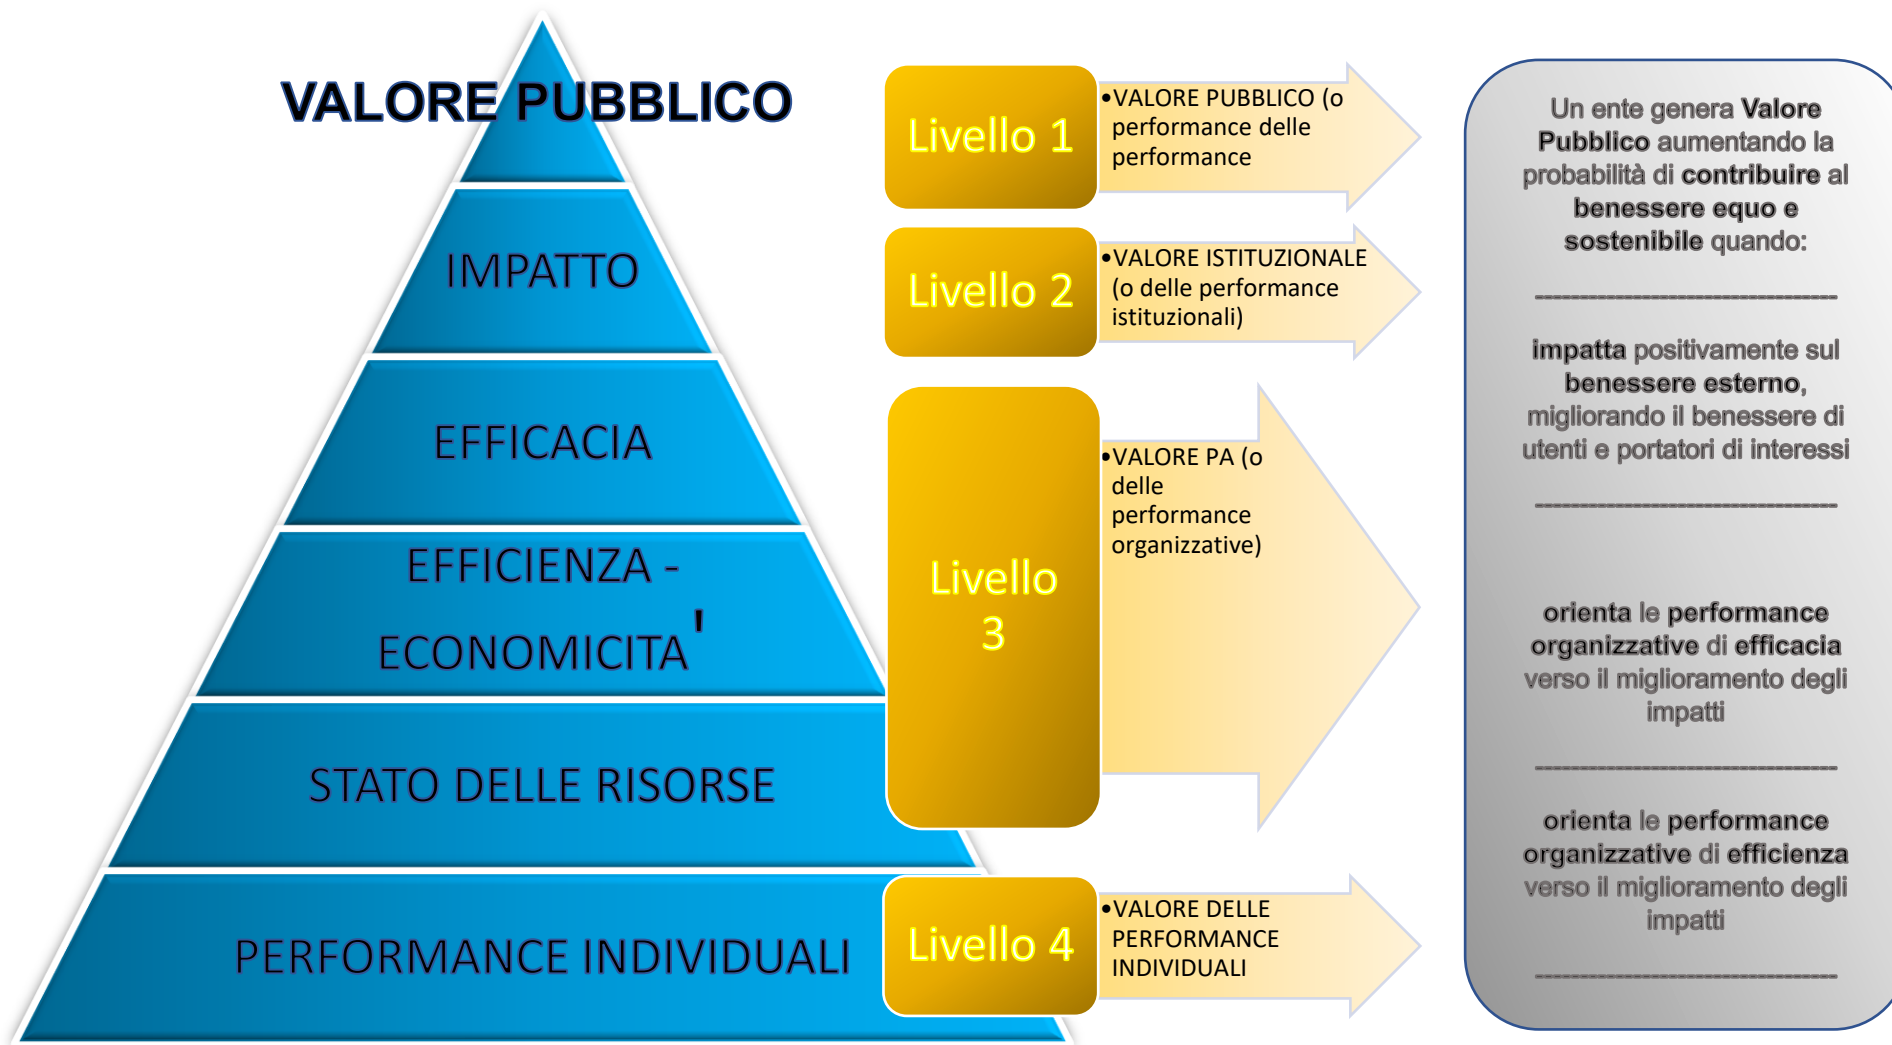 VALORE PUBBLICO
IMPATTO
EFFICACIA
EFFICIENZA -
ECONOMICITA'
STATO DELLE RISORSE
PERFORMANCE INDIVIDUALI
Livello 1
•VALORE PUBBLICO (o
performance delle
performance
Livello 2
•VALORE ISTITUZIONALE
(o delle performance
istituzionali)
Livello
3
•VALORE PA (o
delle
performance
organizzative)
Livello 4
•VALORE DELLE
PERFORMANCE
INDIVIDUALI
Un ente genera Valore
Pubblico aumentando la
probabilità di contribuire al
benessere equo e
sostenibile quando:
impatta positivamente sul
benessere esterno,
migliorando il benessere di
utenti e portatori di interessi
orienta le performance
organizzative di efficacia
verso il miglioramento degli
impatti
orienta le performance
organizzative di efficienza
verso il miglioramento degli
impatti